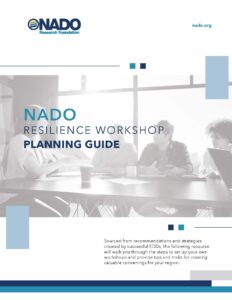 NADO
Research Foundation
nado.org
NADO
RESILIENCE WORKSHOP
PLANNING GUIDE
Sourced from recommendations and strategies
created by successful EDDs, the following resource
will walk you through the steps to set up your own
workshops and provide tips and tricks for creating
valuable convenings for your region.